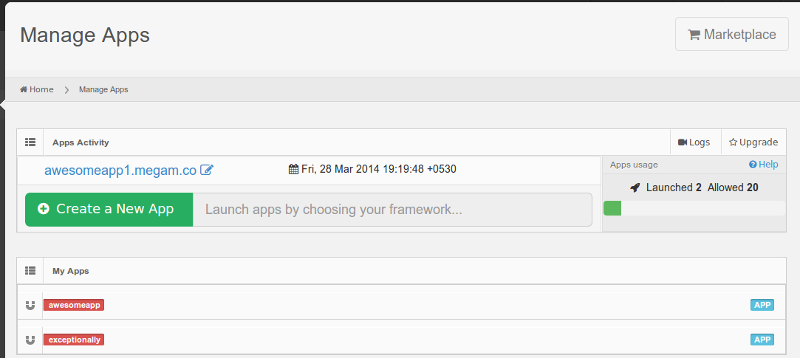 Manage Apps
Marketplace
Home
Manage Apps
Apps Activity
Logs
Upgrade
awesomeapp1.megam.co
Fri, 28 Mar 2014 19:19:48 +0530
Apps usage
Help
Launched 2 Allowed 20
Create a New App
Launch apps by choosing your framework...
My Apps
awesomeapp
APP
exceptionally
APP